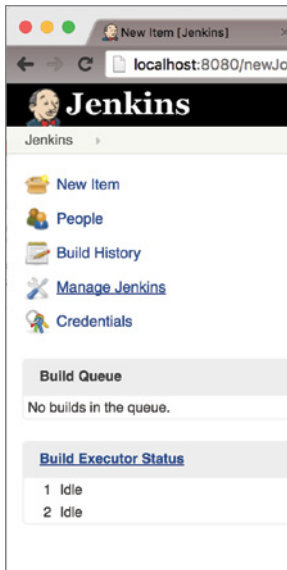 New Item [Jenkins]
localhost:8080/newJo
Jenkins
Jenkins
New Item
People
Build History
Manage Jenkins
Credentials
Build Queue
No builds in the queue.
Build Executor Status
1 Idle
2 Idle